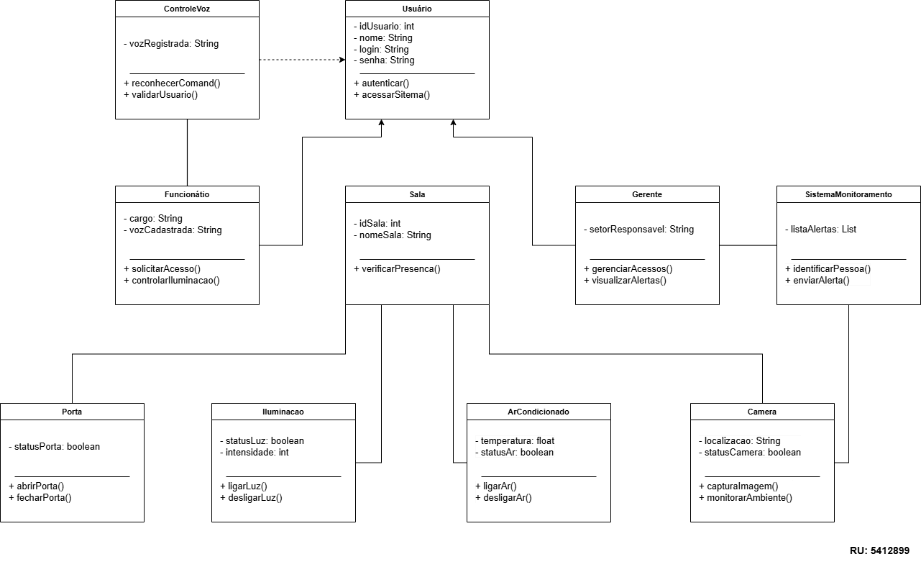 ControleVoz
- vozRegistrada: String
+ reconhecerComand()
+ validarUsuario()
Usuário
- idUsuario: int
- nome: String
- login: String
- senha: String
+ autenticar()
+ acessarSitema()
Funcionátio
- cargo: String
- vozCadastrada: String
+ solicitarAcesso()
+ controlarIluminacao()
Sala
- idSala: int
- nomeSala: String
+ verificarPresenca()
Gerente
- setorResponsavel: String
+ gerenciarAcessos()
+ visualizarAlertas()
SistemaMonitoramento
- listaAlertas: List
+ identificarPessoa()
+ enviarAlerta()
Porta
- statusPorta: boolean
+ abrirPorta()
+ fecharPorta()
Iluminacao
- statusLuz: boolean
- intensidade: int
+ ligarLuz()
+ desligarLuz()
ArCondicionado
- temperatura: float
- statusAr: boolean
+ ligarAr()
+ desligarAr()
Camera
- localizacao: String
- statusCamera: boolean
+ capturaImagem()
+ monitorarAmbiente()
RU: 5412899